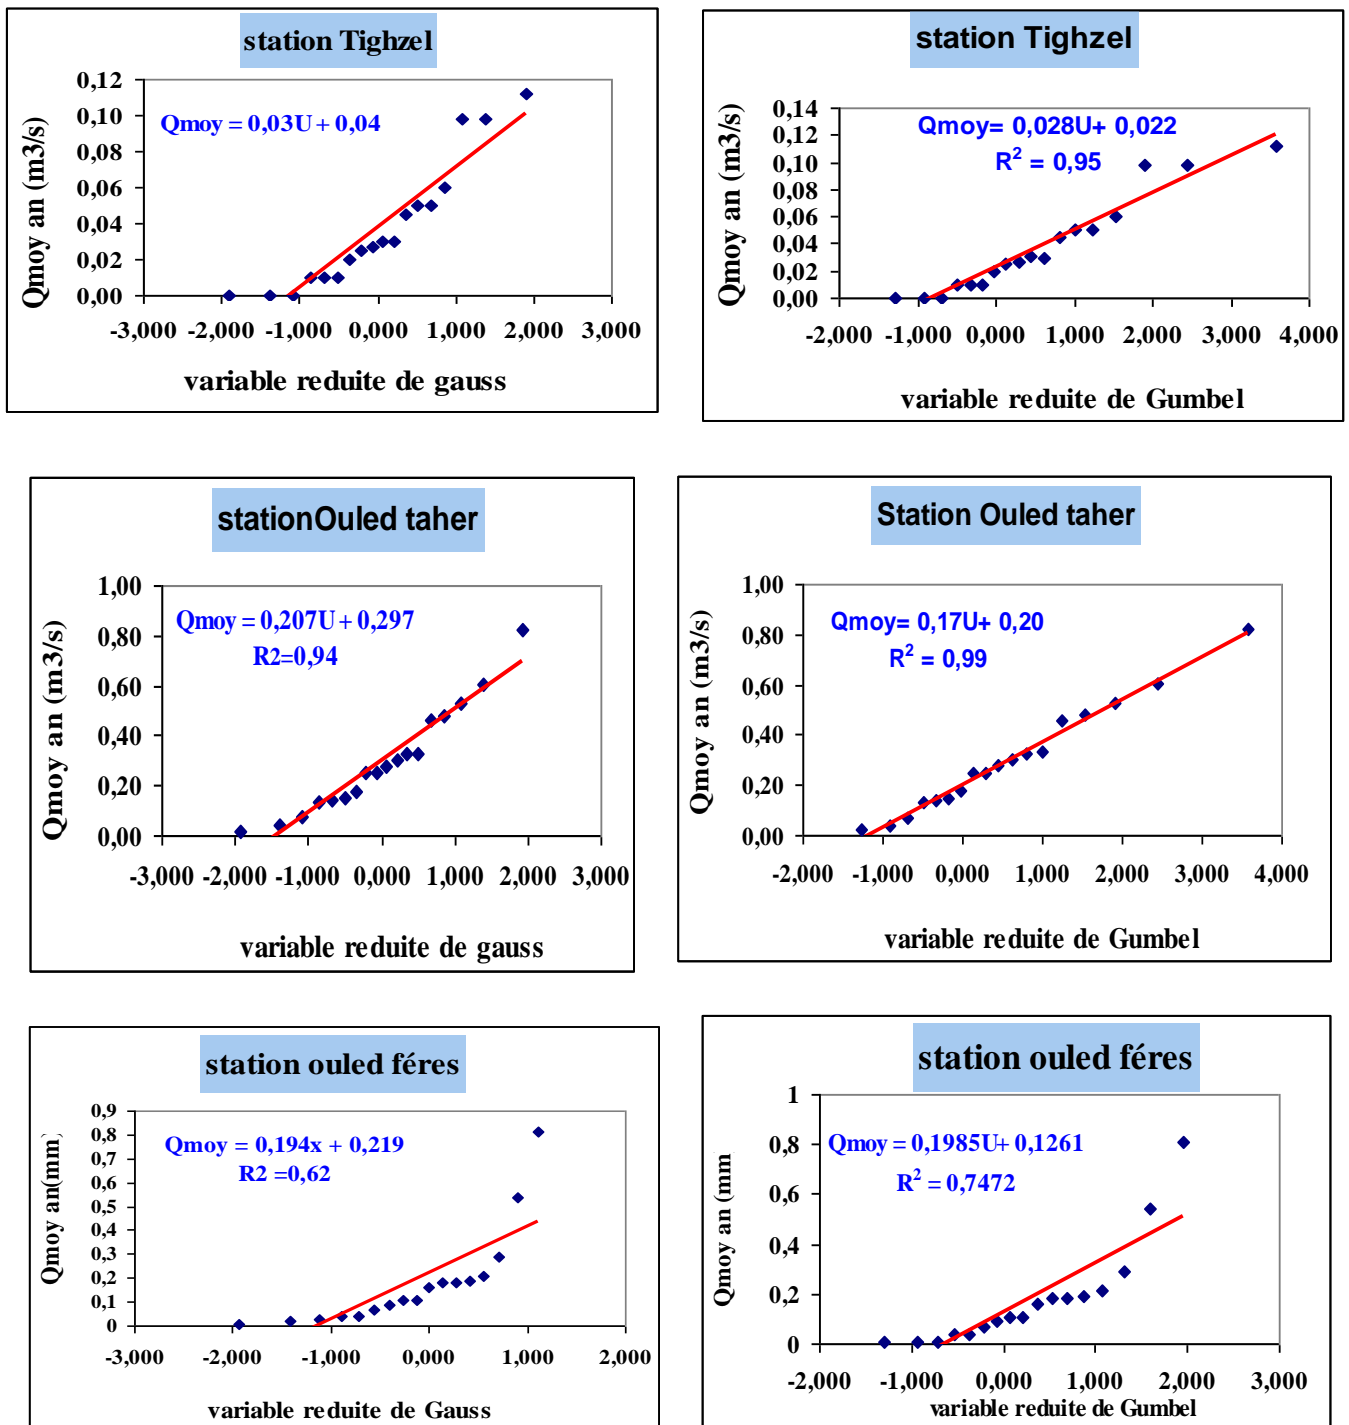 station Tighzel
Qmoy = 0,03U + 0,04
0,12
0,10
0,08
0,06
0,04
0,02
0,00
-3,000 -2,000 -1,000 0,000 1,000 2,000 3,000
Qmoy an (m3/s)
variable reduite de gauss
station Tighzel
Qmoy= 0,028U+ 0,022
R² = 0,95
0,14
0,12
0,10
0,08
0,06
0,04
0,02
0,00
-2,000 -1,000 0,000 1,000 2,000 3,000 4,000
Qmoy an (m3/s)
variable reduite de Gumbel
stationOuled taher
Qmoy = 0,207U + 0,297
R2=0,94
1,00
0,80
0,60
0,40
0,20
0,00
-3,000 -2,000 -1,000 0,000 1,000 2,000 3,000
Qmoy an (m3/s)
variable reduite de gauss
Station Ouled taher
Qmoy= 0,17U+ 0,20
R² = 0,99
1,00
0,80
0,60
0,40
0,20
0,00
-2,000 -1,000 0,000 1,000 2,000 3,000 4,000
Qmoy an (m3/s)
variable reduite de Gumbel
station ouled féres
Qmoy = 0,194x + 0,219
R2 =0,62
0,9
0,8
0,7
0,6
0,5
0,4
0,3
0,2
0,1
0
-3,000 -2,000 -1,000 0,000 1,000 2,000
Qmoy an(mm)
variable reduite de Gauss
station ouled féres
Qmoy = 0,1985U+ 0,1261
R² = 0,7472
1
0,8
0,6
0,4
0,2
0
-2,000 -1,000 0,000 1,000 2,000 3,000
Qmoy an (mm
variable reduite de Gumbel